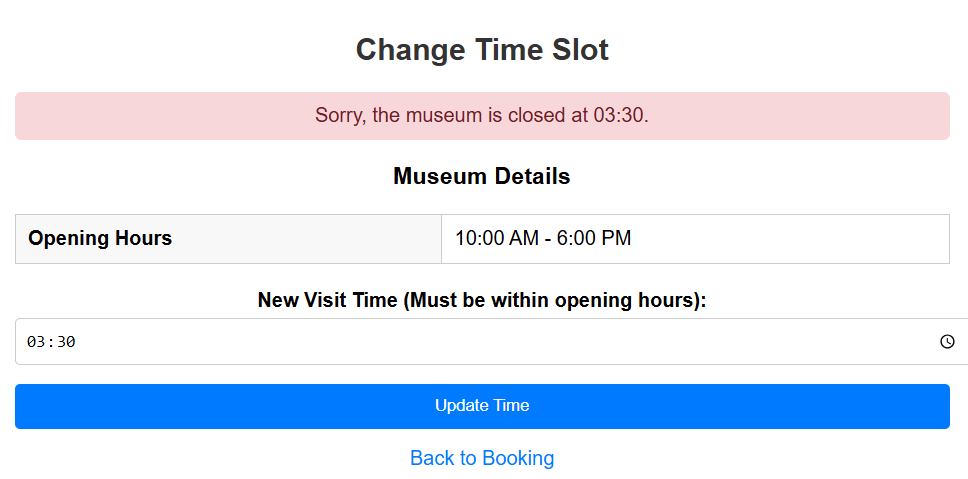 Change Time Slot
Sorry, the museum is closed at 03:30.
Museum Details
Opening Hours 10:00 AM - 6:00 PM
New Visit Time (Must be within opening hours):
03:30
Update Time
Back to Booking